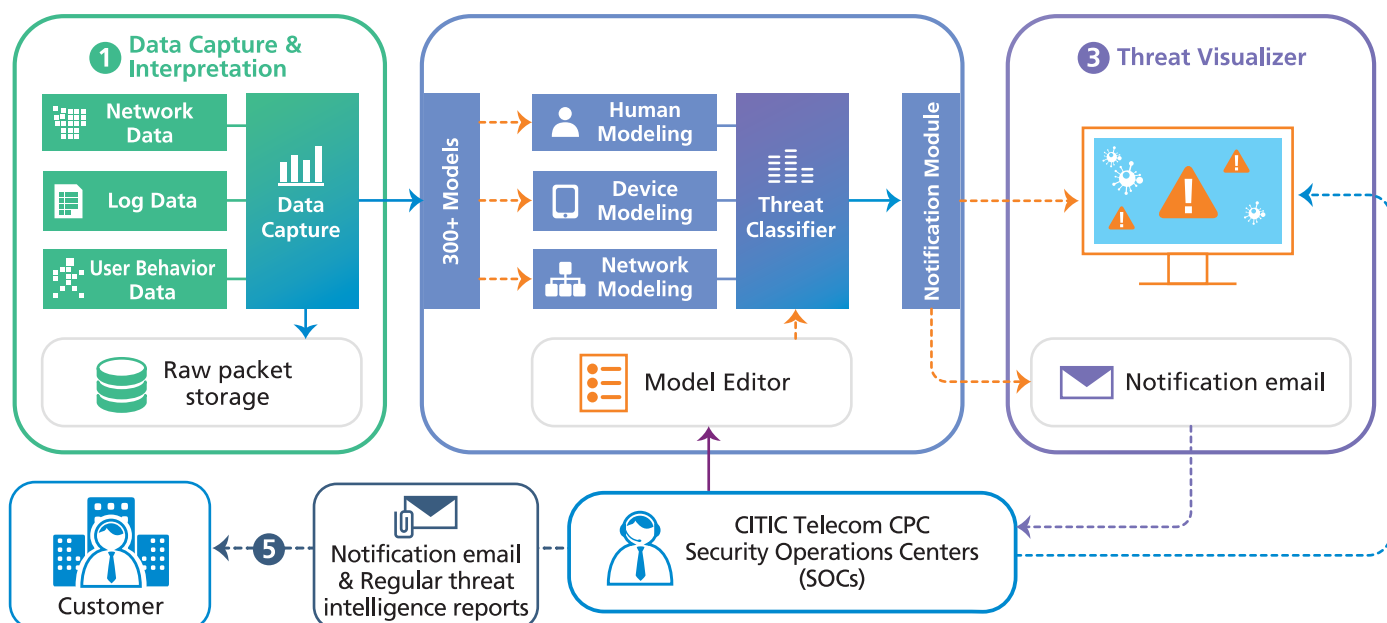 1 Data Capture &
Interpretation
Network
Data
Log Data
User Behavior
Data
Data
Capture
Raw packet
storage
300+ Models
Human
Modeling
Device
Modeling
Network
Modeling
Threat
Classifier
Notification Module
Model Editor
3 Threat Visualizer
Notification email
Customer
5
Notification email
& Regular threat
intelligence reports
CITIC Telecom CPC
Security Operations Centers
(SOCs)